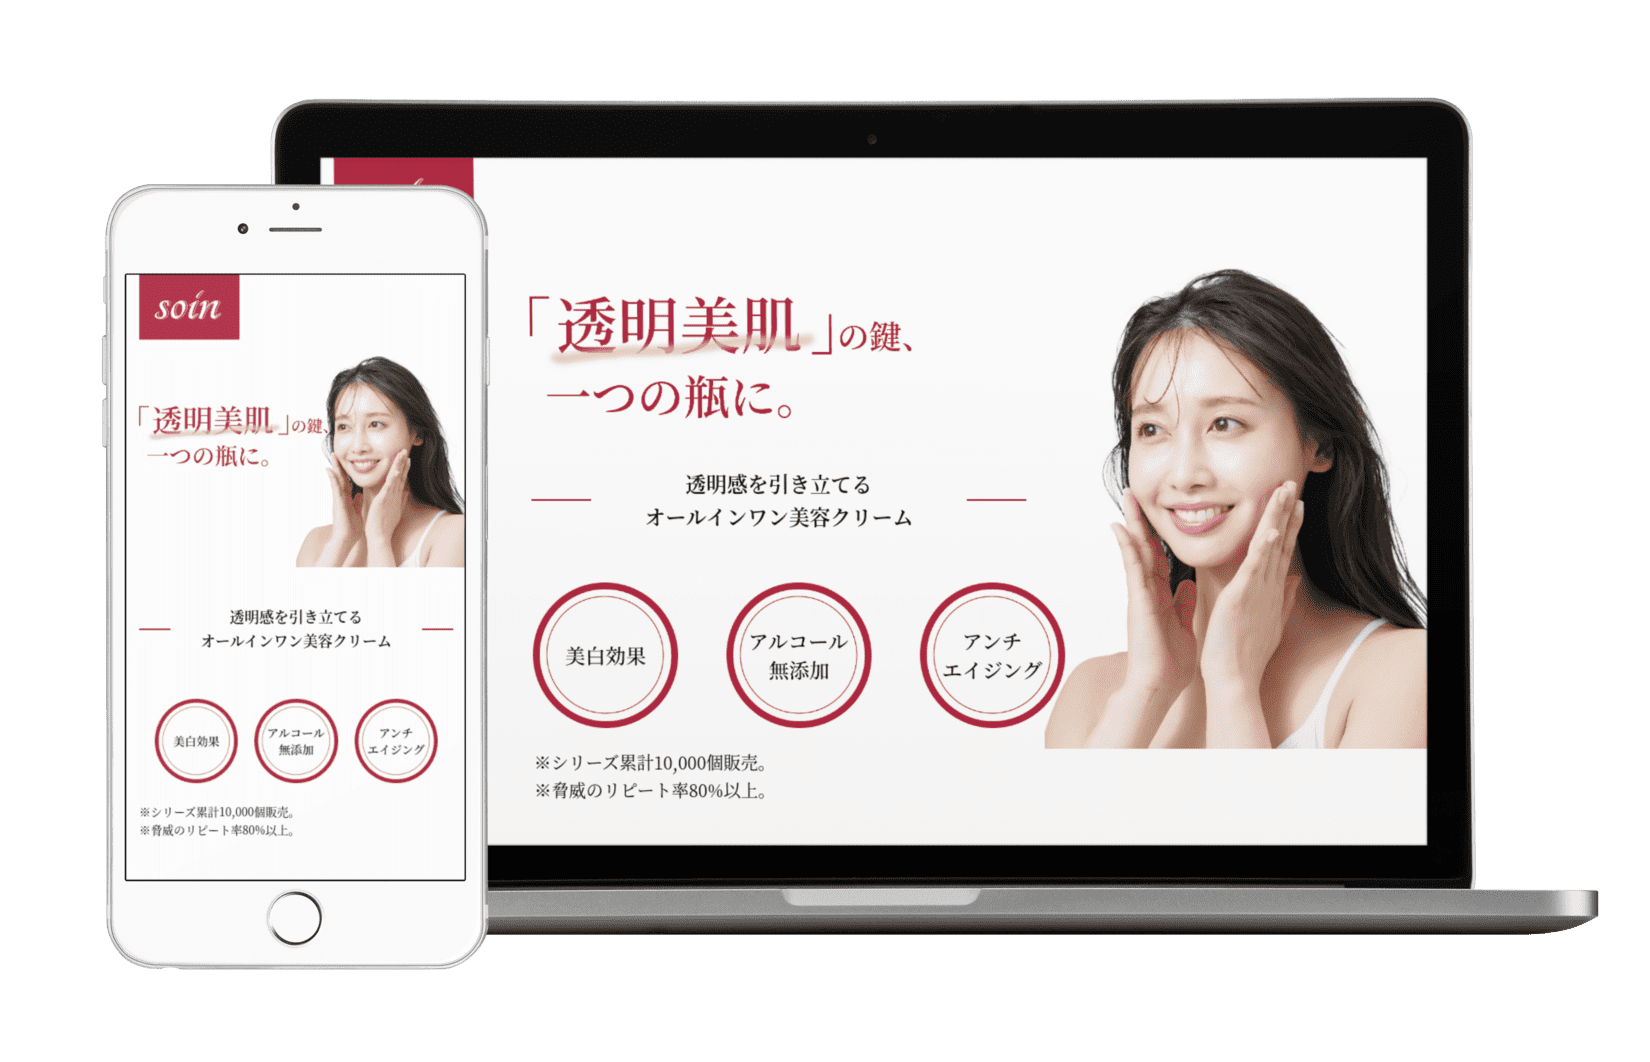 soin
「透明美肌」の鍵、
一つの瓶に。
透明感を引き立てる
オールインワン美容クリーム
美白効果
アルコール
無添加
アンチ
エイジング
※シリーズ累計10,000個販売。
※脅威のリピート率80%以上。
「透明美肌」の鍵、
一つの瓶に。
透明感を引き立てる
オールインワン美容クリーム
美白効果
アルコール
無添加
アンチ
エイジング
※シリーズ累計10,000個販売。
※脅威のリピート率80%以上。